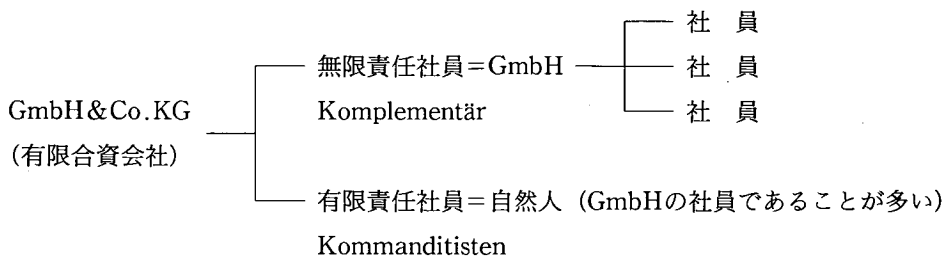 社 員
無限責任社員＝GmbH
社 員
Komplementär
社 員
GmbH＆Co.KG
（有限合資会社）
有限責任社員＝自然人（GmbHの社員であることが多い）
Kommanditisten